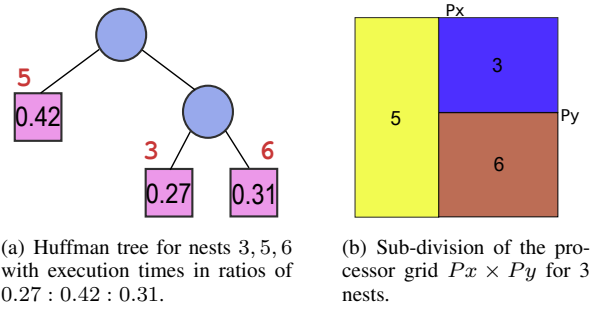 5
0.42
3
6
0.27
0.31
Px
3
5
Py
6
(a) Huffman tree for nests 3, 5, 6
with execution times in ratios of
0.27 : 0.42 : 0.31.
(b) Sub-division of the pro-
cessor grid Px × Py for 3
nests.